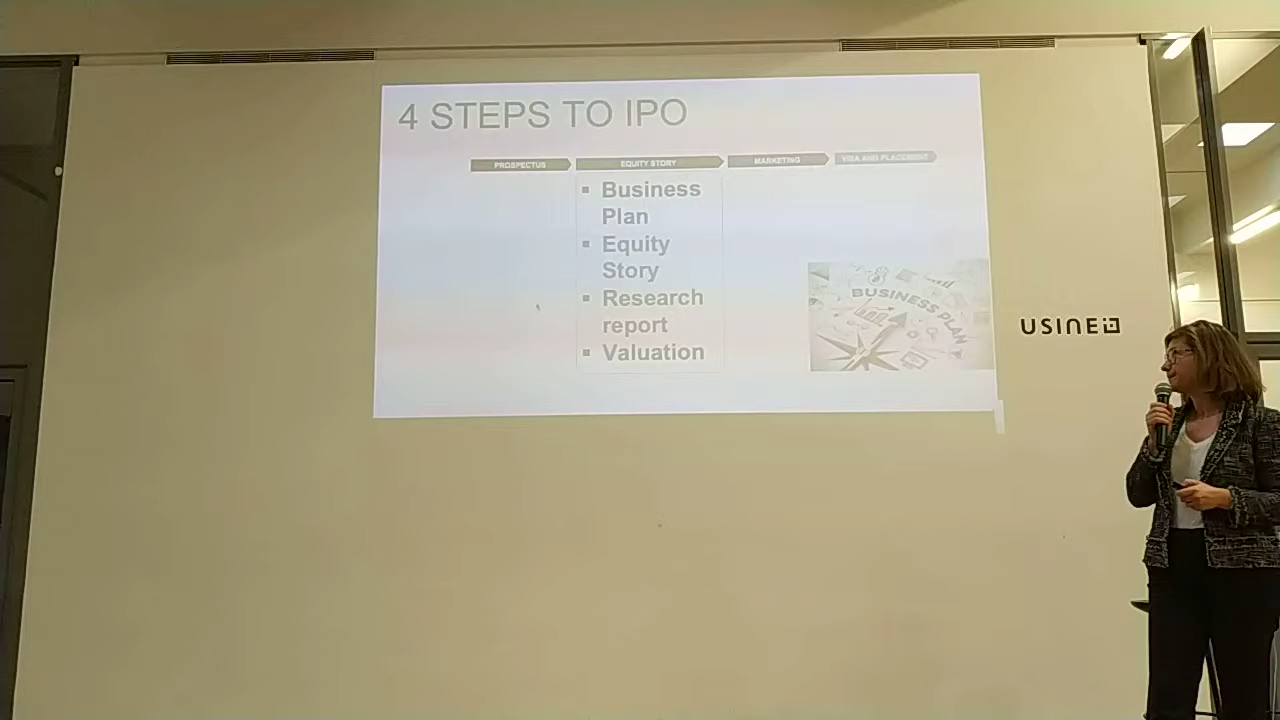 4 STEPS TO IPO
PROSPECTUS
EQUITY STORY
MARKETING
VISA AND PLACEMENT
▪ Business
Plan
▪ Equity
Story
▪ Research
report
▪ Valuation
BUSINESS PLAN
USINE IO